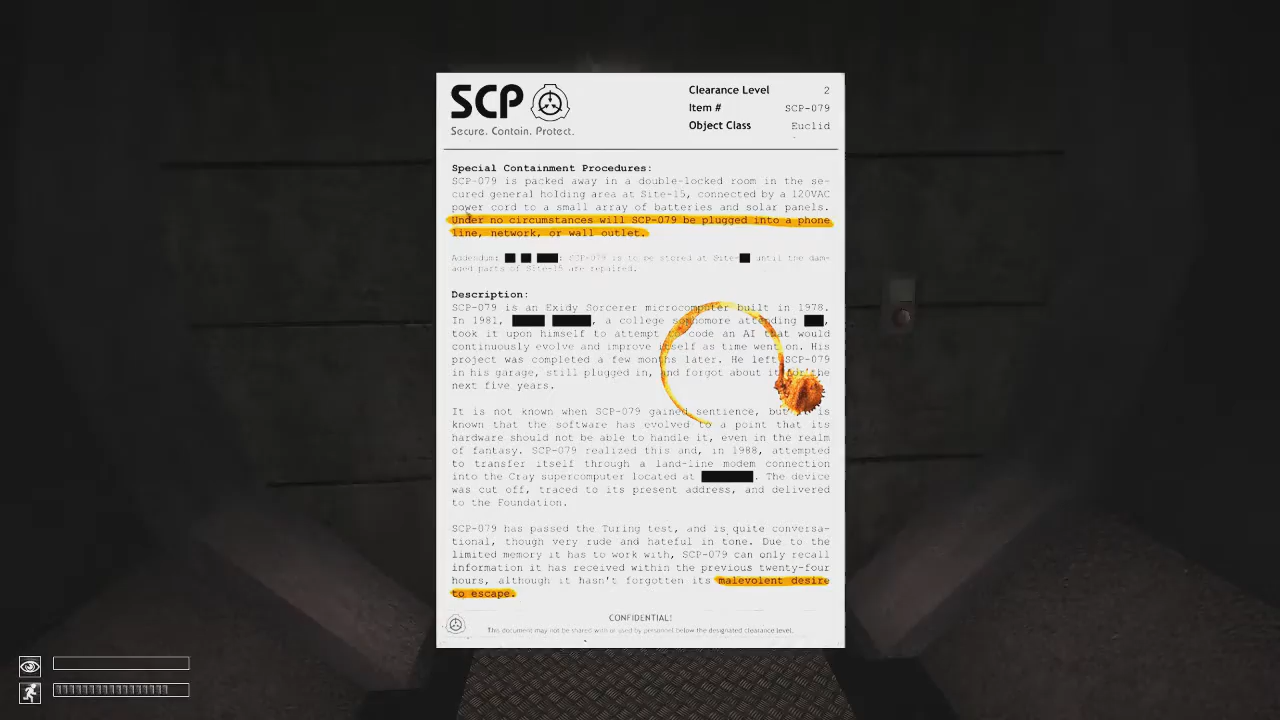 SCP
Secure. Contain. Protect.
Clearance Level 2
Item # SCP-079
Object Class Euclid
Special Containment Procedures:
SCP-079 is packed away in a double-locked room in the se-
cured general holding area at Site-15, connected by a 120VAC
power cord to a small array of batteries and solar panels.
Under no circumstances will SCP-079 be plugged into a phone
line, network, or wall outlet.
Addendum: : SCP-079 is to be stored at Site- until the dam-
aged parts of Site-15 are repaired.
Description:
SCP-079 is an Exidy Sorcerer microcomputer built in 1978.
In 1981, , a college sophomore attending ,
took it upon himself to attempt to code an AI that would
continuously evolve and improve itself as time went on. His
project was completed a few months later. He left SCP-079
in his garage, still plugged in, and forgot about it for the
next five years.
It is not known when SCP-079 gained sentience, but it is
known that the software has evolved to a point that its
hardware should not be able to handle it, even in the realm
of fantasy. SCP-079 realized this and, in 1988, attempted
to transfer itself through a land-line modem connection
into the Cray supercomputer located at . The device
was cut off, traced to its present address, and delivered
to the Foundation.
SCP-079 has passed the Turing test, and is quite conversa-
tional, though very rude and hateful in tone. Due to the
limited memory it has to work with, SCP-079 can only recall
information it has received within the previous twenty-four
hours, although it hasn't forgotten its malevolent desire
to escape.
CONFIDENTIAL!
This document may not be shared with or used by personnel below the designated clearance level.